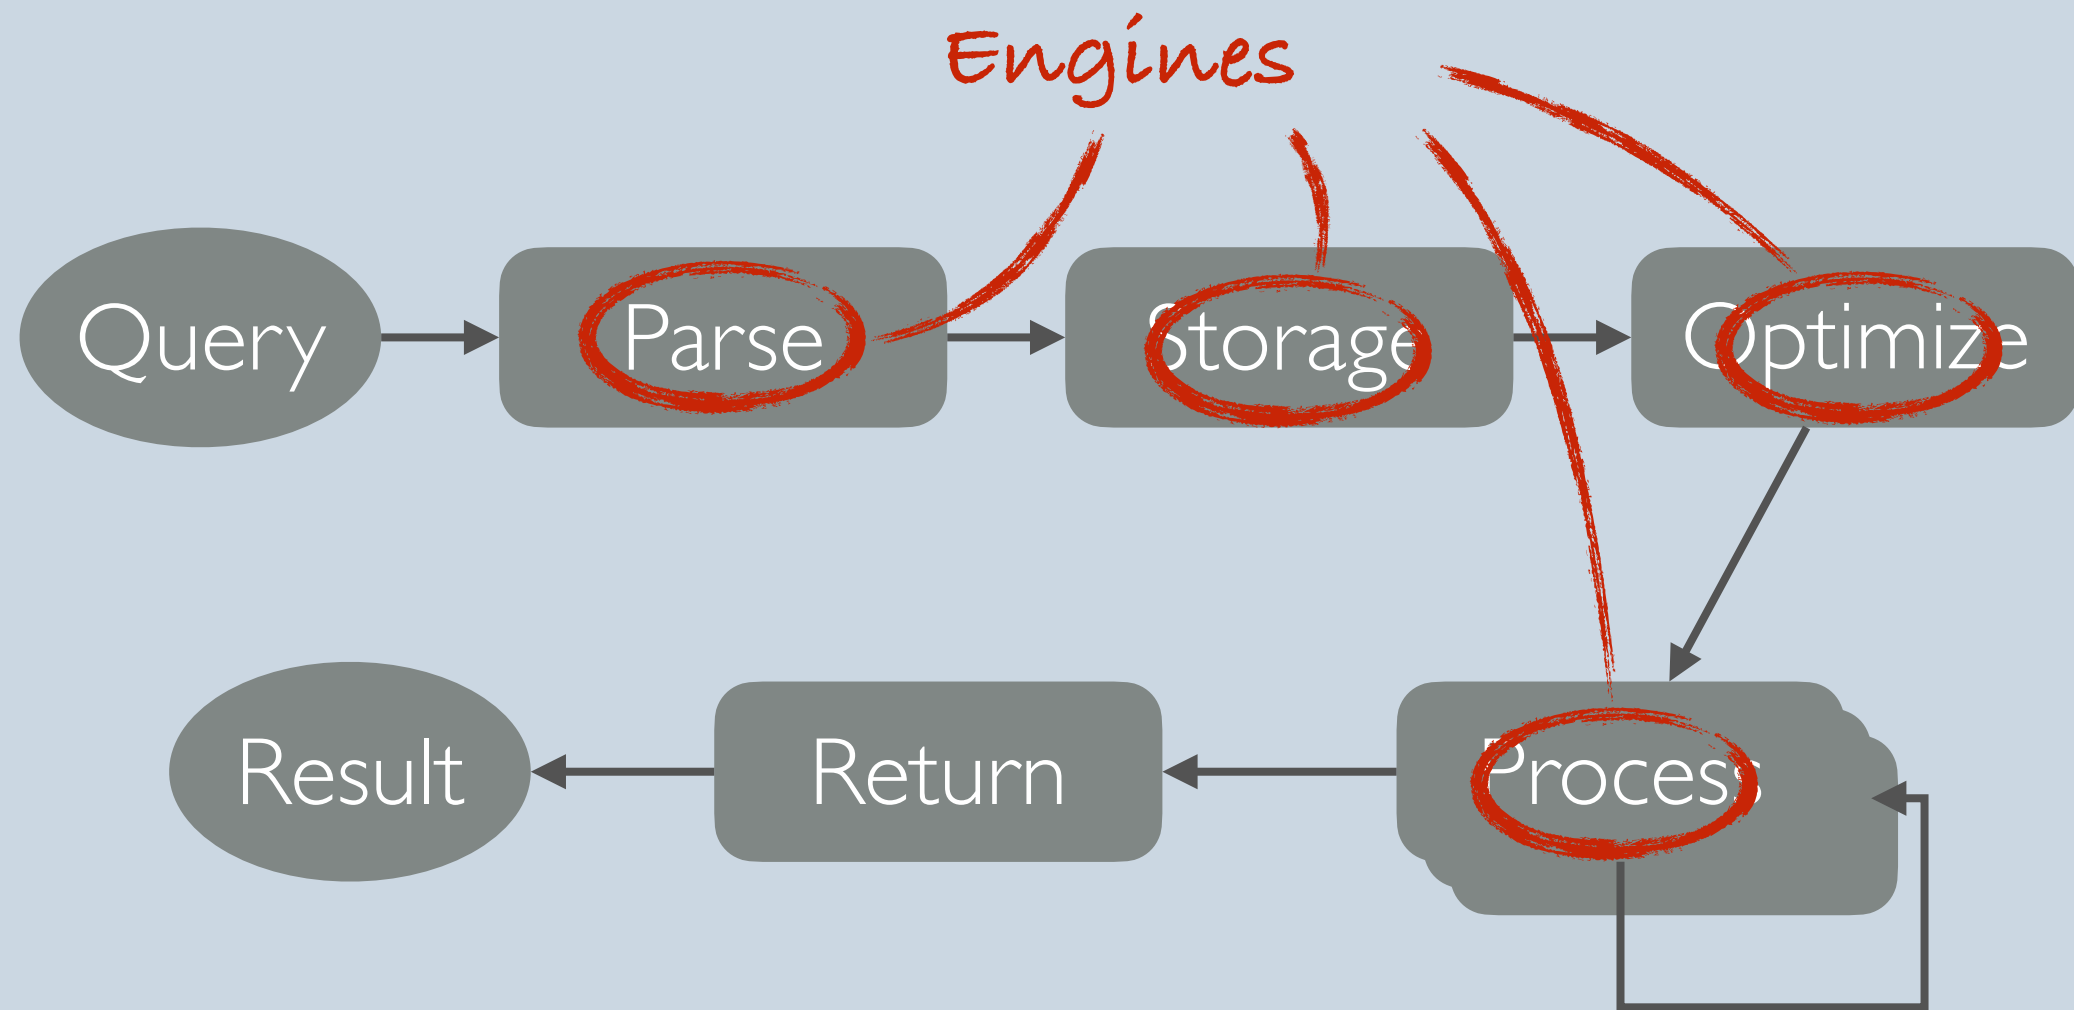 Engines
Query
Parse
Storage
Optimize
Result
Return
Process